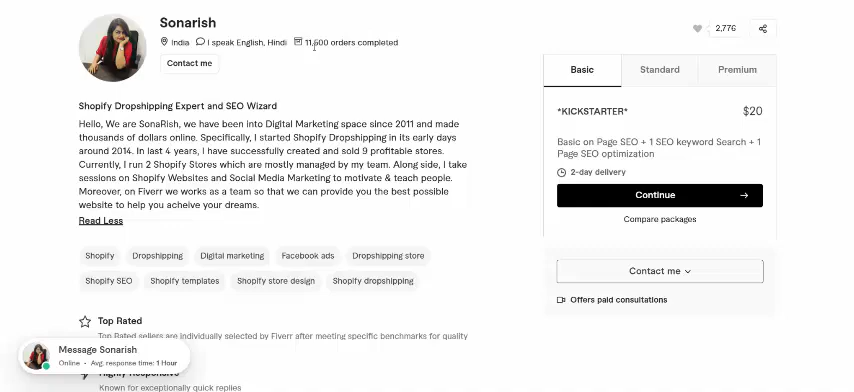 Sonarish
India I speak English, Hindi 11,500 orders completed
Contact me
Shopify Dropshipping Expert and SEO Wizard
Hello, We are SonaRish, we have been into Digital Marketing space since 2011 and made
thousands of dollars online. Specifically, I started Shopify Dropshipping in its early days
around 2014. In last 4 years, I have successfully created and sold 9 profitable stores.
Currently, I run 2 Shopify Stores which are mostly managed by my team. Along side, I take
sessions on Shopify Websites and Social Media Marketing to motivate & teach people.
Moreover, on Fiverr we works as a team so that we can provide you the best possible
website to help you acheive your dreams.
Read Less
Shopify Dropshipping Digital marketing Facebook ads Dropshipping store
Shopify SEO Shopify templates Shopify store design Shopify dropshipping
Top Rated
Top Rated sellers are individually selected by Fiverr after meeting specific benchmarks for quality
Highly Responsive
Known for exceptionally quick replies
Message Sonarish
Online • Avg. response time: 1 Hour
2,776
Basic Standard Premium
*KICKSTARTER* $20
Basic on Page SEO + 1 SEO keyword Search + 1
Page SEO optimization
2-day delivery
Continue
Compare packages
Contact me
Offers paid consultations